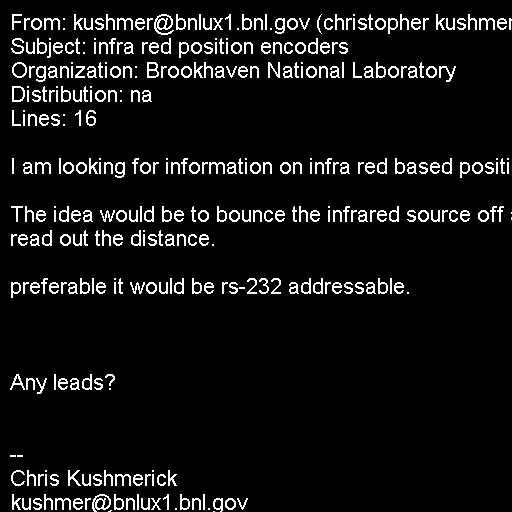 From: kushmer@bnlux1.bnl.gov (christopher kushmer
Subject: infra red position encoders
Organization: Brookhaven National Laboratory
Distribution: na
Lines: 16
I am looking for information on infra red based positi
The idea would be to bounce the infrared source off
read out the distance.
preferable it would be rs-232 addressable.
Any leads?
--
Chris Kushmerick
kushmer@bnlux1.bnl.gov